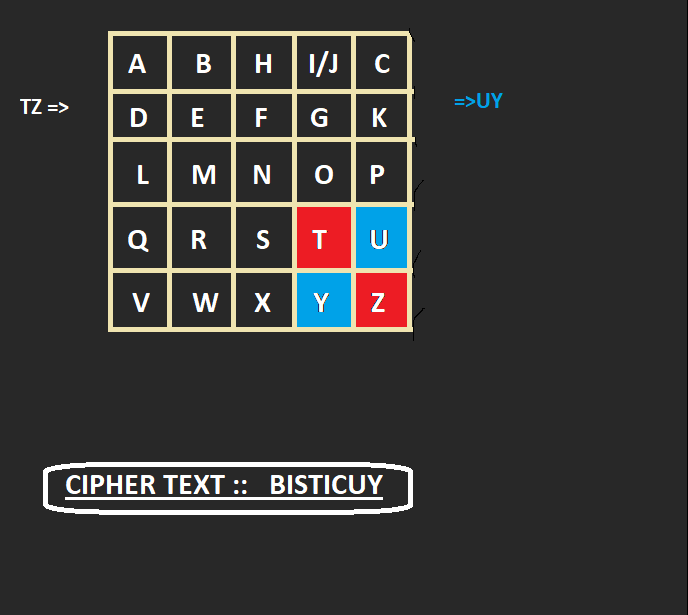 A B H I/J C
TZ => =>UY
D E F G K
L M N O P
Q R S T U
V W X Y Z
CIPHER TEXT :: BISTICUY